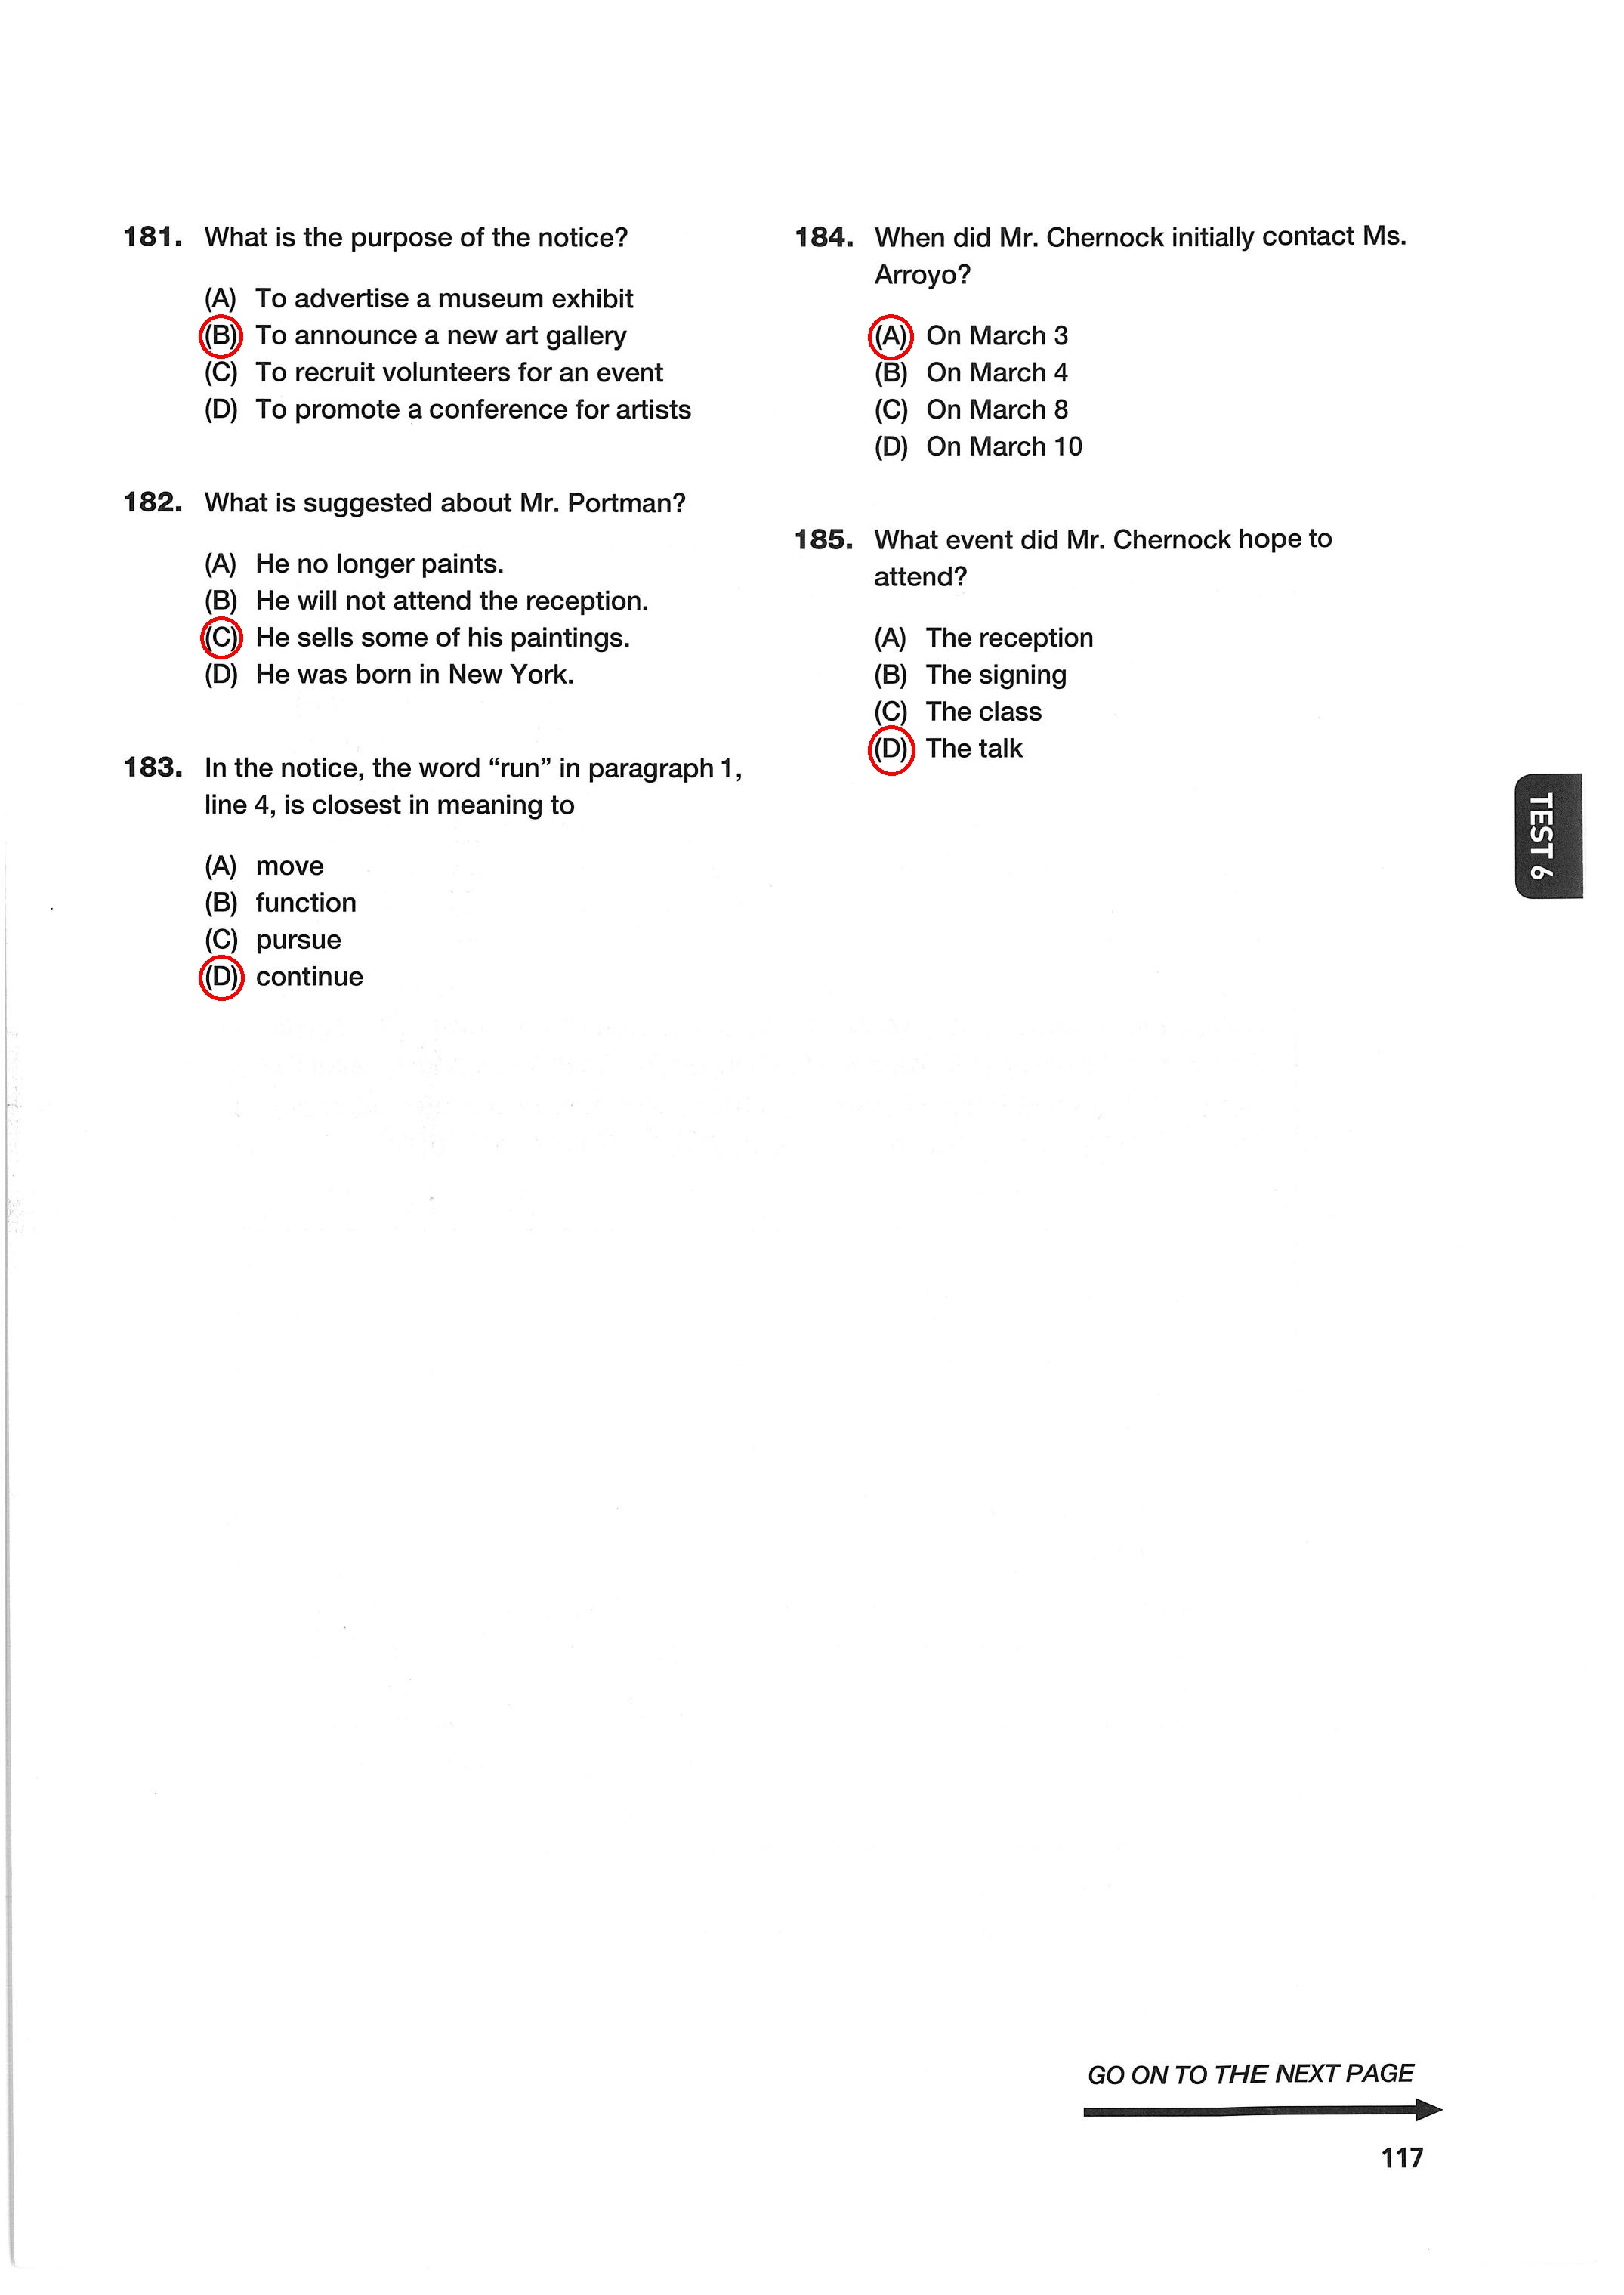 181. What is the purpose of the notice?
(A) To advertise a museum exhibit
(B) To announce a new art gallery
(C) To recruit volunteers for an event
(D) To promote a conference for artists
182. What is suggested about Mr. Portman?
(A) He no longer paints.
(B) He will not attend the reception.
(C) He sells some of his paintings.
(D) He was born in New York.
183. In the notice, the word “run” in paragraph 1,
line 4, is closest in meaning to
(A) move
(B) function
(C) pursue
(D) continue
184. When did Mr. Chernock initially contact Ms.
Arroyo?
(A) On March 3
(B) On March 4
(C) On March 8
(D) On March 10
185. What event did Mr. Chernock hope to
attend?
(A) The reception
(B) The signing
(C) The class
(D) The talk
TEST 6
GO ON TO THE NEXT PAGE
117